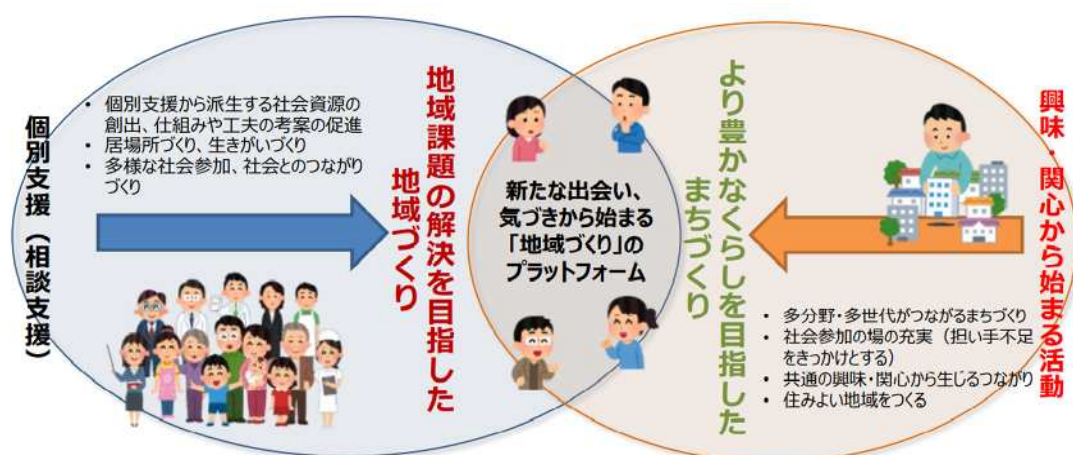 個別支援（相談支援）
• 個別支援から派生する社会資源の
創出、仕組みや工夫の考案の促進
• 居場所づくり、生きがいづくり
• 多様な社会参加、社会とのつながり
づくり
地域課題の解決を目指した
地域づくり
新たな出会い、
気づきから始まる
「地域づくり」の
プラットフォーム
より豊かなくらしを目指した
まちづくり
• 多分野・多世代がつながるまちづくり
• 社会参加の場の充実（担い手不足
をきっかけとする）
• 共通の興味・関心から生じるつながり
• 住みよい地域をつくる
興味・関心から始まる活動